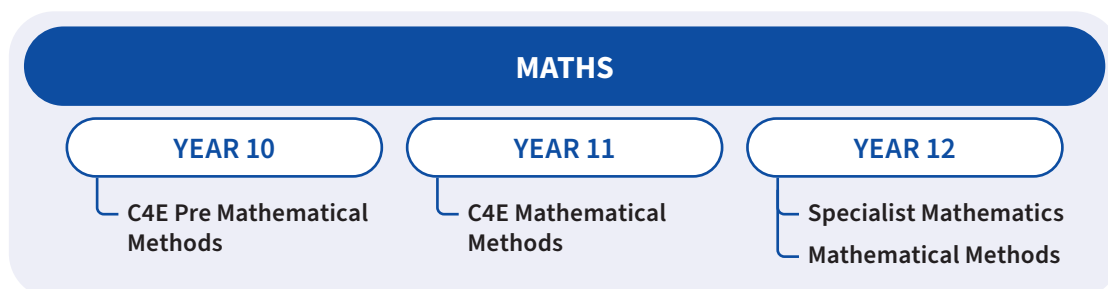 MATHS
YEAR 10
C4E Pre Mathematical
Methods
YEAR 11
C4E Mathematical
Methods
YEAR 12
Specialist Mathematics
Mathematical Methods